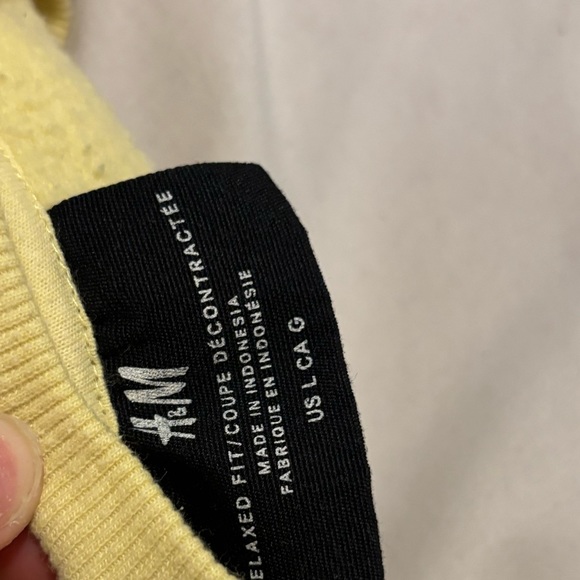 H&M
ELAXED FIT/COUPE DÉCONTRACTÉE
MADE IN INDONESIA
FABRIQUE EN INDONÉSIE
US L CA G